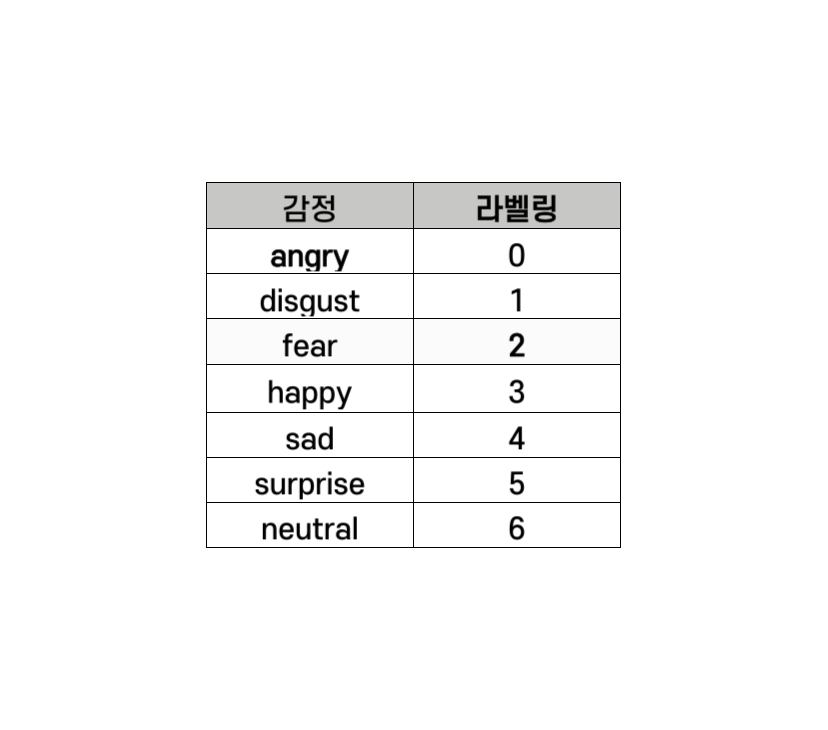 감정 라벨링
angry 0
disgust 1
fear 2
happy 3
sad 4
surprise 5
neutral 6